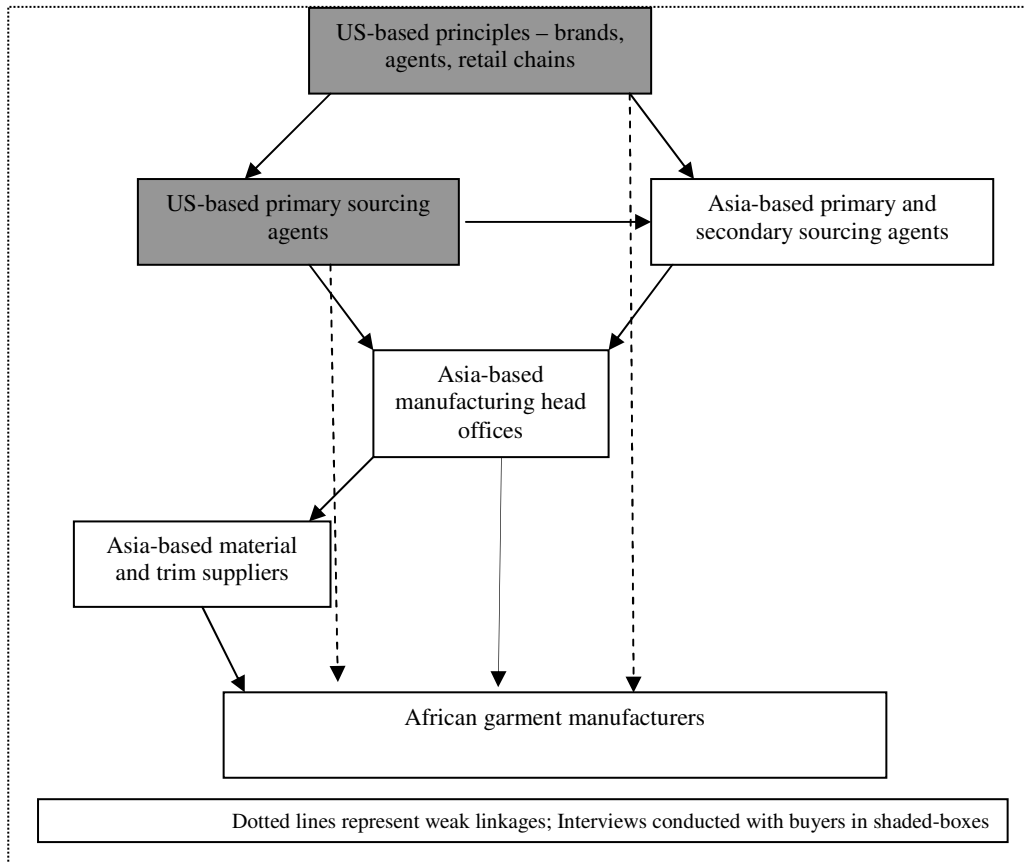 US-based principles – brands,
agents, retail chains
US-based primary sourcing
agents
Asia-based primary and
secondary sourcing agents
Asia-based
manufacturing head
offices
Asia-based material
and trim suppliers
African garment manufacturers
Dotted lines represent weak linkages; Interviews conducted with buyers in shaded-boxes